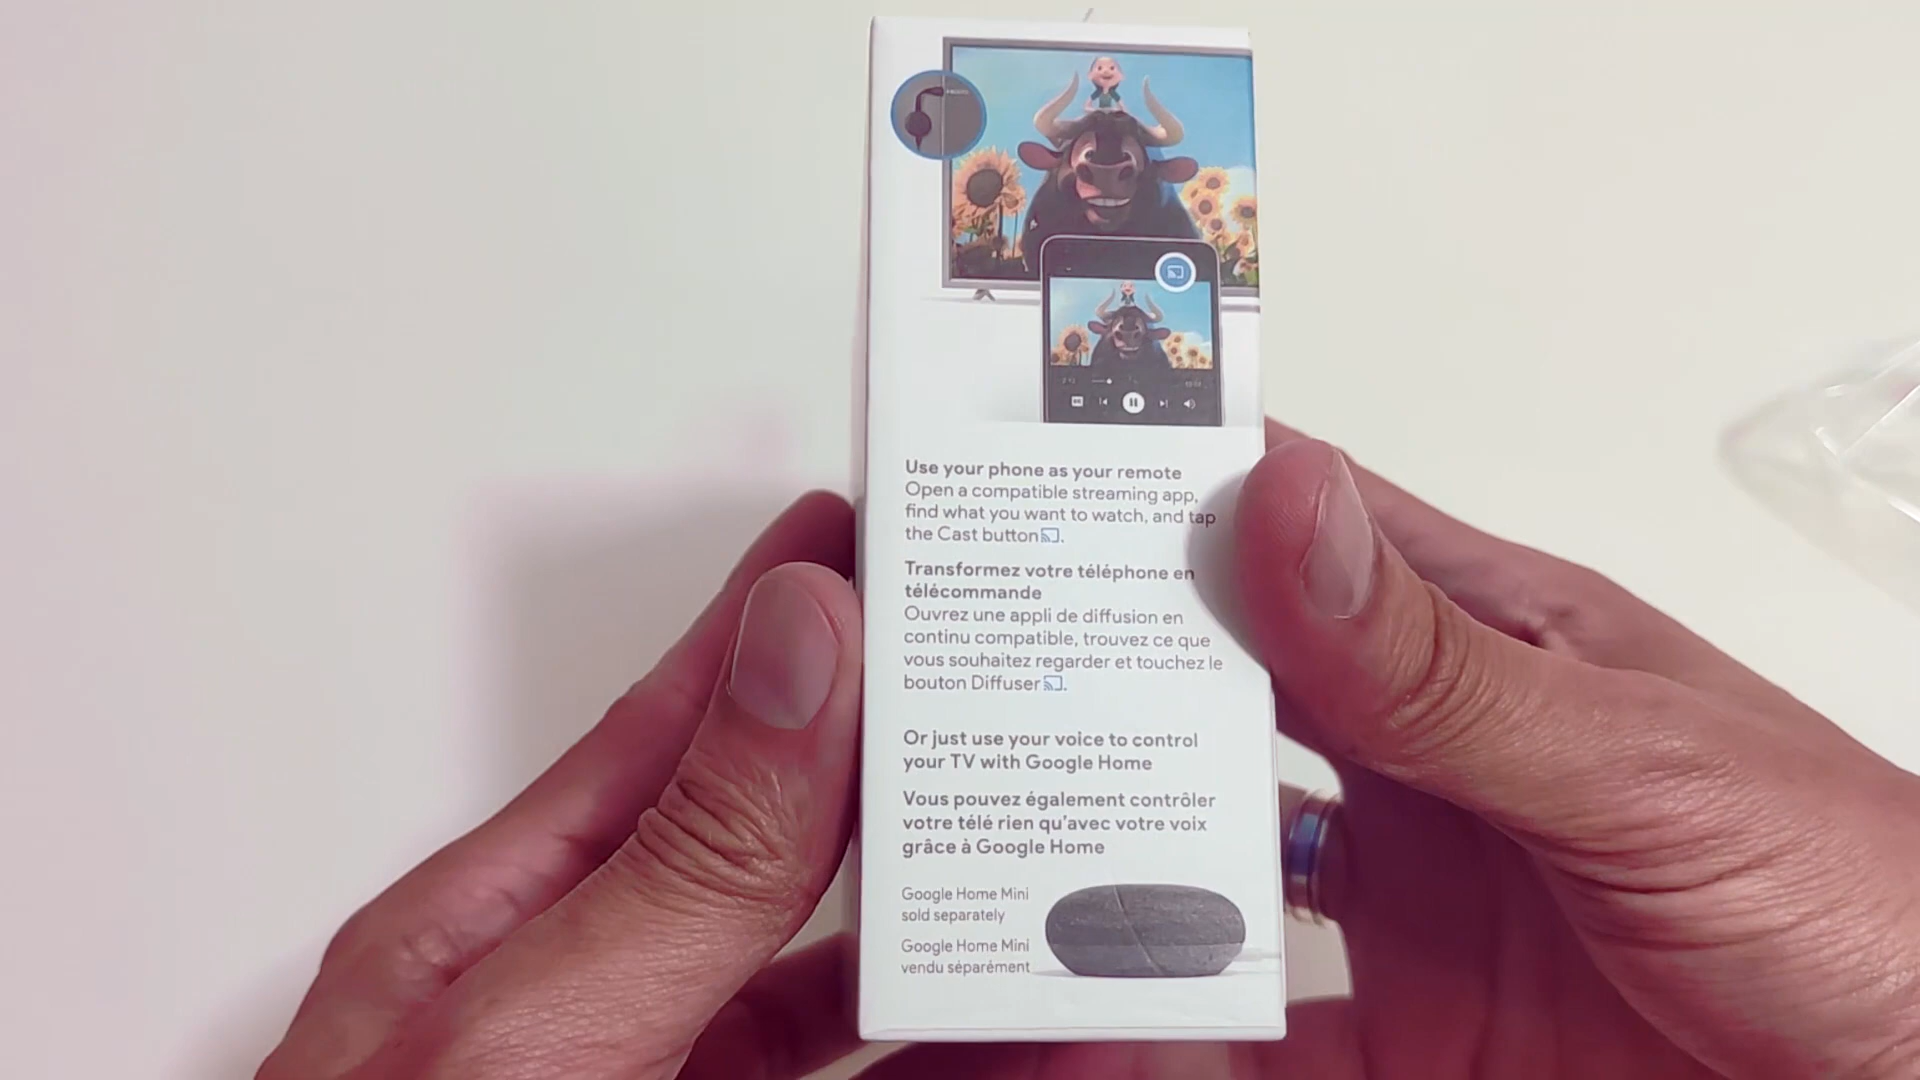 Use your phone as your remote
Open a compatible streaming app,
find what you want to watch, and tap
the Cast button.
Transformez votre téléphone en
télécommande
Ouvrez une appli de diffusion en
continu compatible, trouvez ce que
vous souhaitez regarder et touchez le
bouton Diffuser.
Or just use your voice to control
your TV with Google Home
Vous pouvez également contrôler
votre télé rien qu'avec votre voix
grâce à Google Home
Google Home Mini
sold separately
Google Home Mini
vendu séparément